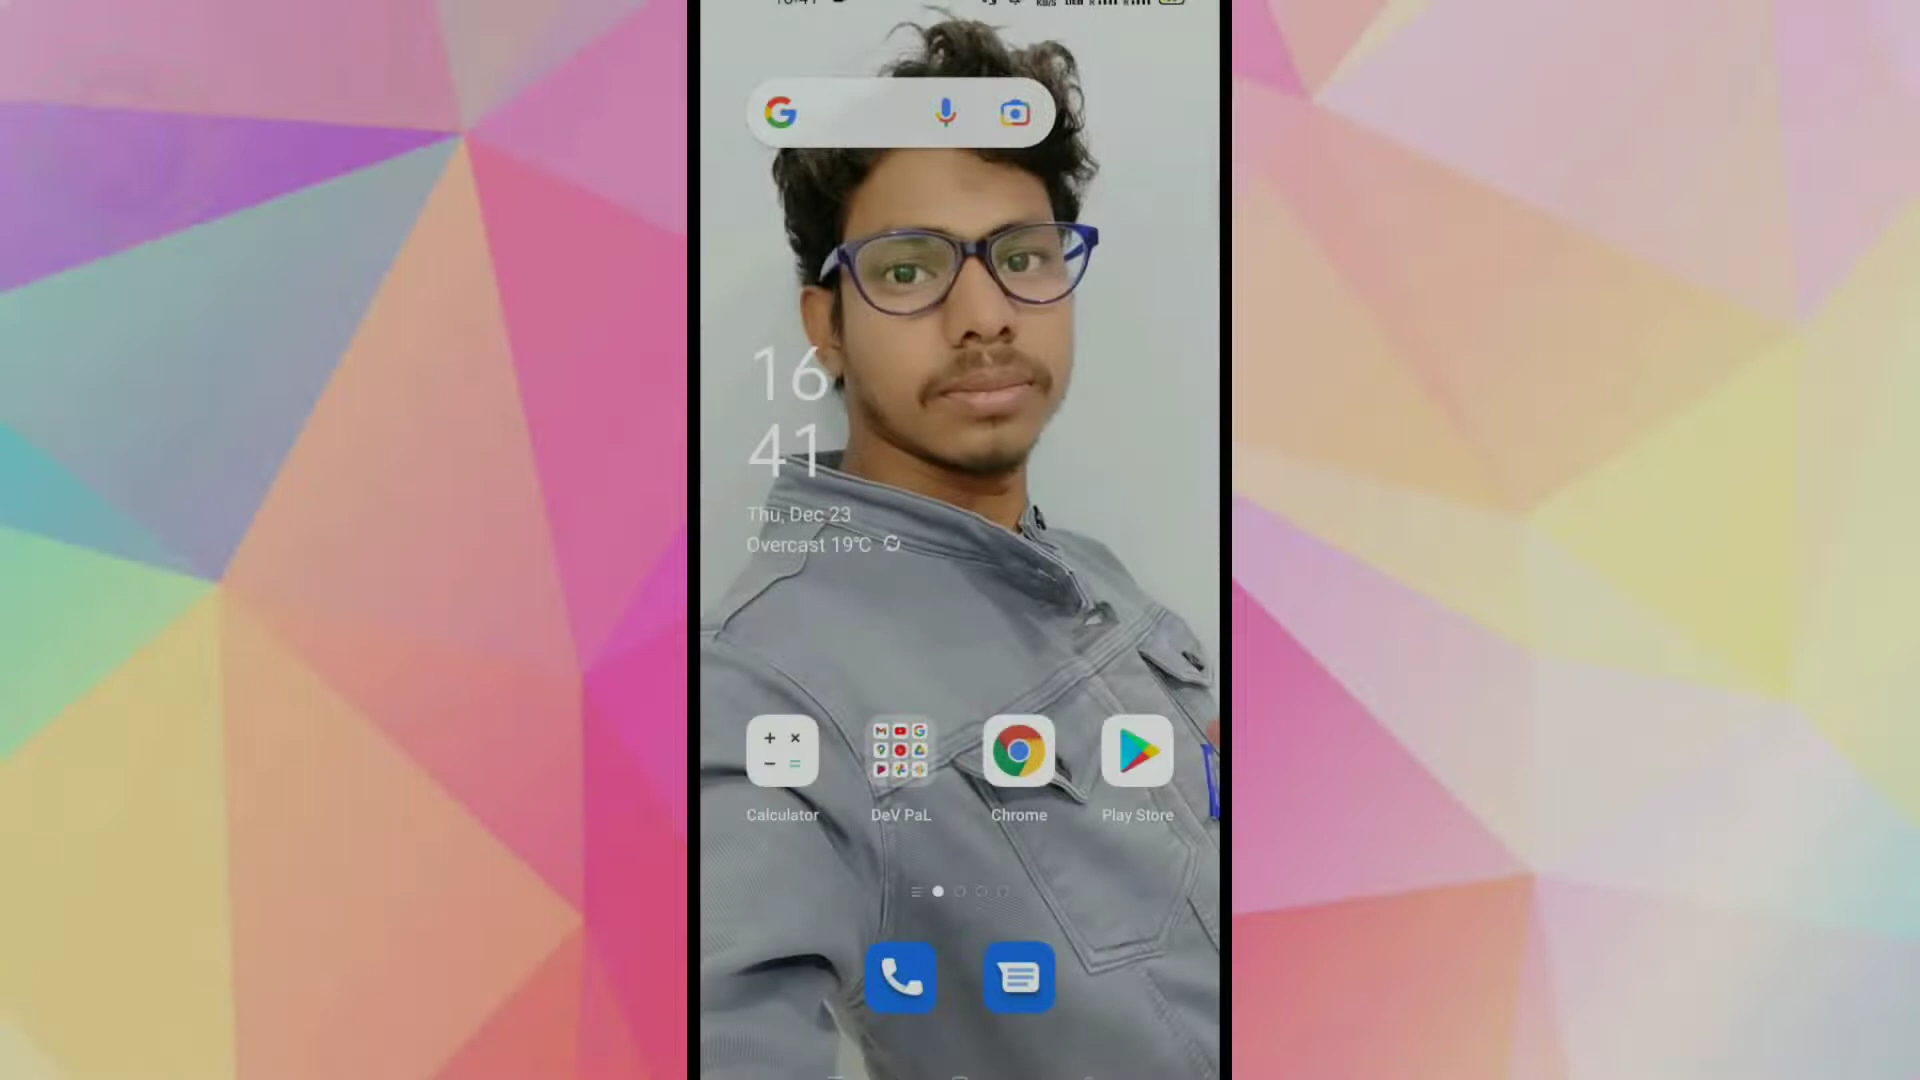 16
41
Thu, Dec 23
Overcast 19°C
Calculator
DeV PaL
Chrome
Play Store